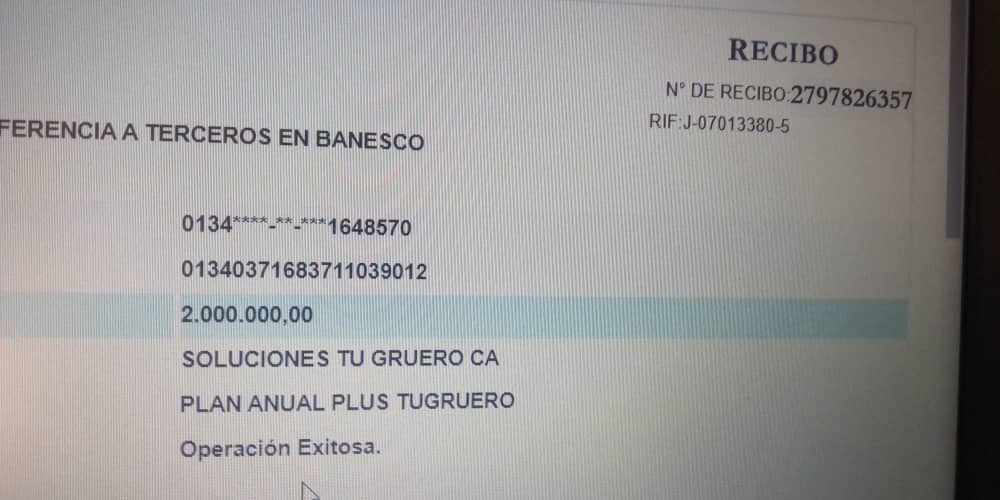 RECIBO
N° DE RECIBO:2797826357
RIF:J-07013380-5
FERENCIA A TERCEROS EN BANESCO
0134****-**-***1648570
01340371683711039012
2.000.000,00
SOLUCIONES TU GRUERO CA
PLAN ANUAL PLUS TUGRUERO
Operación Exitosa.